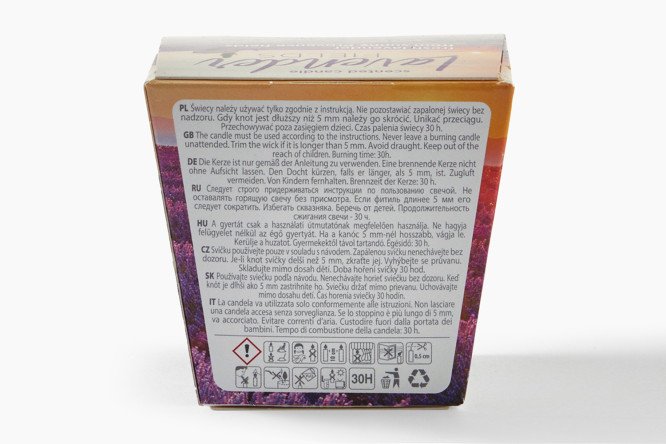 Lavender
FIELDS
scented candle
PL Świecy należy używać tylko zgodnie z instrukcją. Nie pozostawiać zapalonej świecy bez
nadzoru. Gdy knot jest dłuższy niż 5 mm należy go skrócić. Unikać przeciągu.
Przechowywać poza zasięgiem dzieci. Czas palenia świecy 30 h.
GB The candle must be used according to the instructions. Never leave a burning candle
unattended. Trim the wick if it is longer than 5 mm. Avoid draught. Keep out of the
reach of children. Burning time: 30h.
DE Die Kerze ist nur gemäß der Anleitung zu verwenden. Eine brennende Kerze nicht
ohne Aufsicht lassen. Den Docht kürzen, falls er länger, als 5 mm, ist. Zugluft
vermeiden. Von Kindern fernhalten. Brennzeit der Kerze: 30 h.
RU Следует строго придерживаться инструкции по пользованию свечой. Не
оставлять горящую свечу без присмотра. Если фитиль длиннее 5 мм его
следует сократить. Избегать сквазняка. Беречь от детей. Продолжительность
сжигания свечи - 30 ч.
HU A gyertát csak a használati útmutatónak megfelelően használja. Ne hagyja
felügyelet nélkül az égő gyertyát. Ha a kanóc 5 mm-nél hosszabb, vágja le.
Kerülje a huzatot. Gyermekektől távol tartandó. Égésidő: 30 h.
CZ Svíčku používejte pouze v souladu s návodem. Zapálenou svíčku nenechávejte bez
dozoru. Je-li knot svíčky delší než 5 mm, zkraťte jej. Vyhýbejte se průvanu.
Skladujte mimo dosah dětí. Doba hoření svíčky 30 hod.
SK Používajte sviečku podľa návodu. Nenechávajte horieť sviečku bez dozoru. Keď
knôt je dlhší ako 5 mm zastrihnite ho. Sviečku držať mimo prievanu. Uchovávajte
mimo dosahu detí. Čas horenia sviečky 30 hodin.
IT La candela va utilizzata solo conformemente alle istruzioni. Non lasciare
una candela accesa senza sorveglianza. Se lo stoppino è più lungo di 5 mm,
va accorciato. Evitare correnti d'aria. Custodire fuori dalla portata dei
bambini. Tempo di combustione della candela: 30 h.
0,5 cm
30H